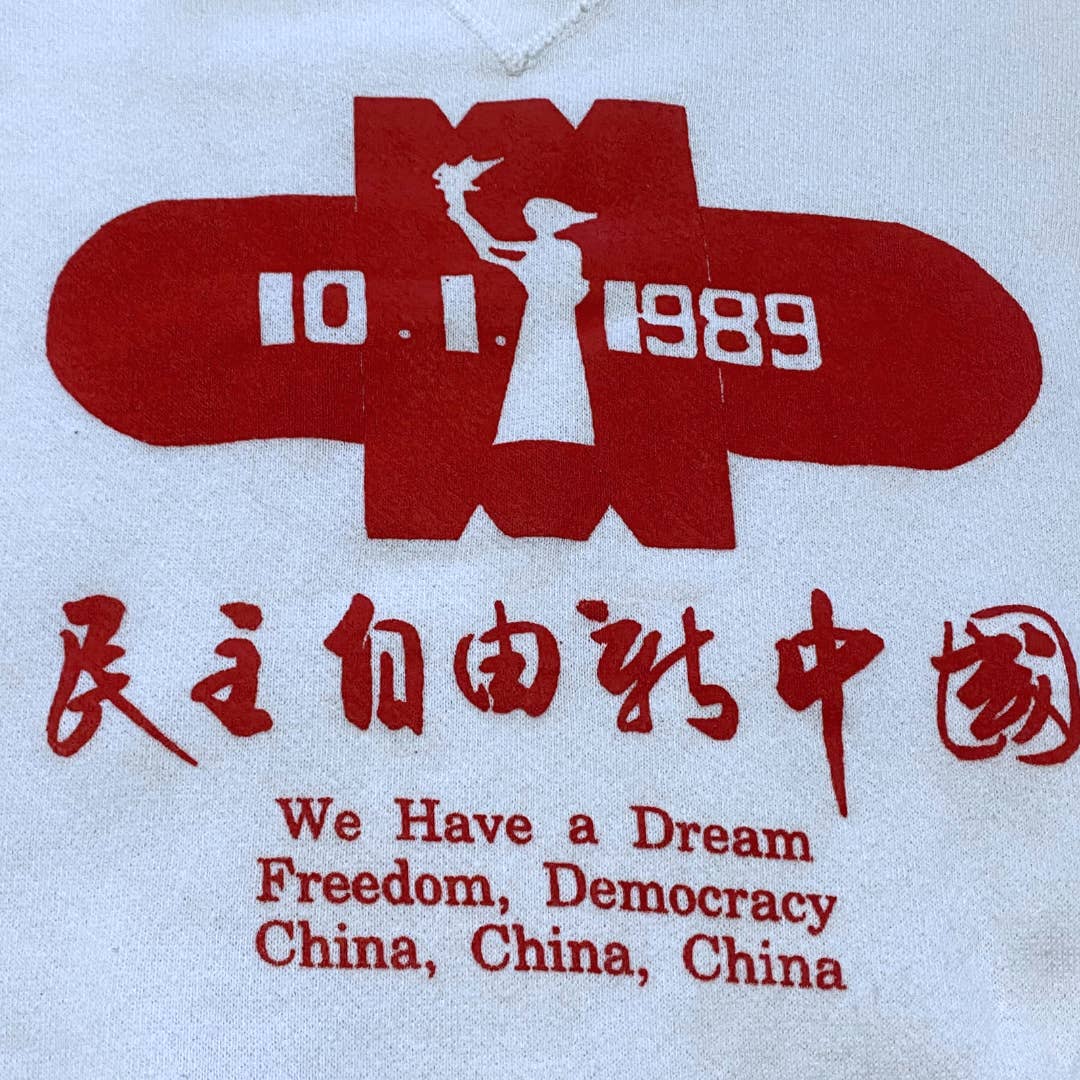 10.1.1989
民主自由新中國
We Have a Dream
Freedom, Democracy
China, China, China